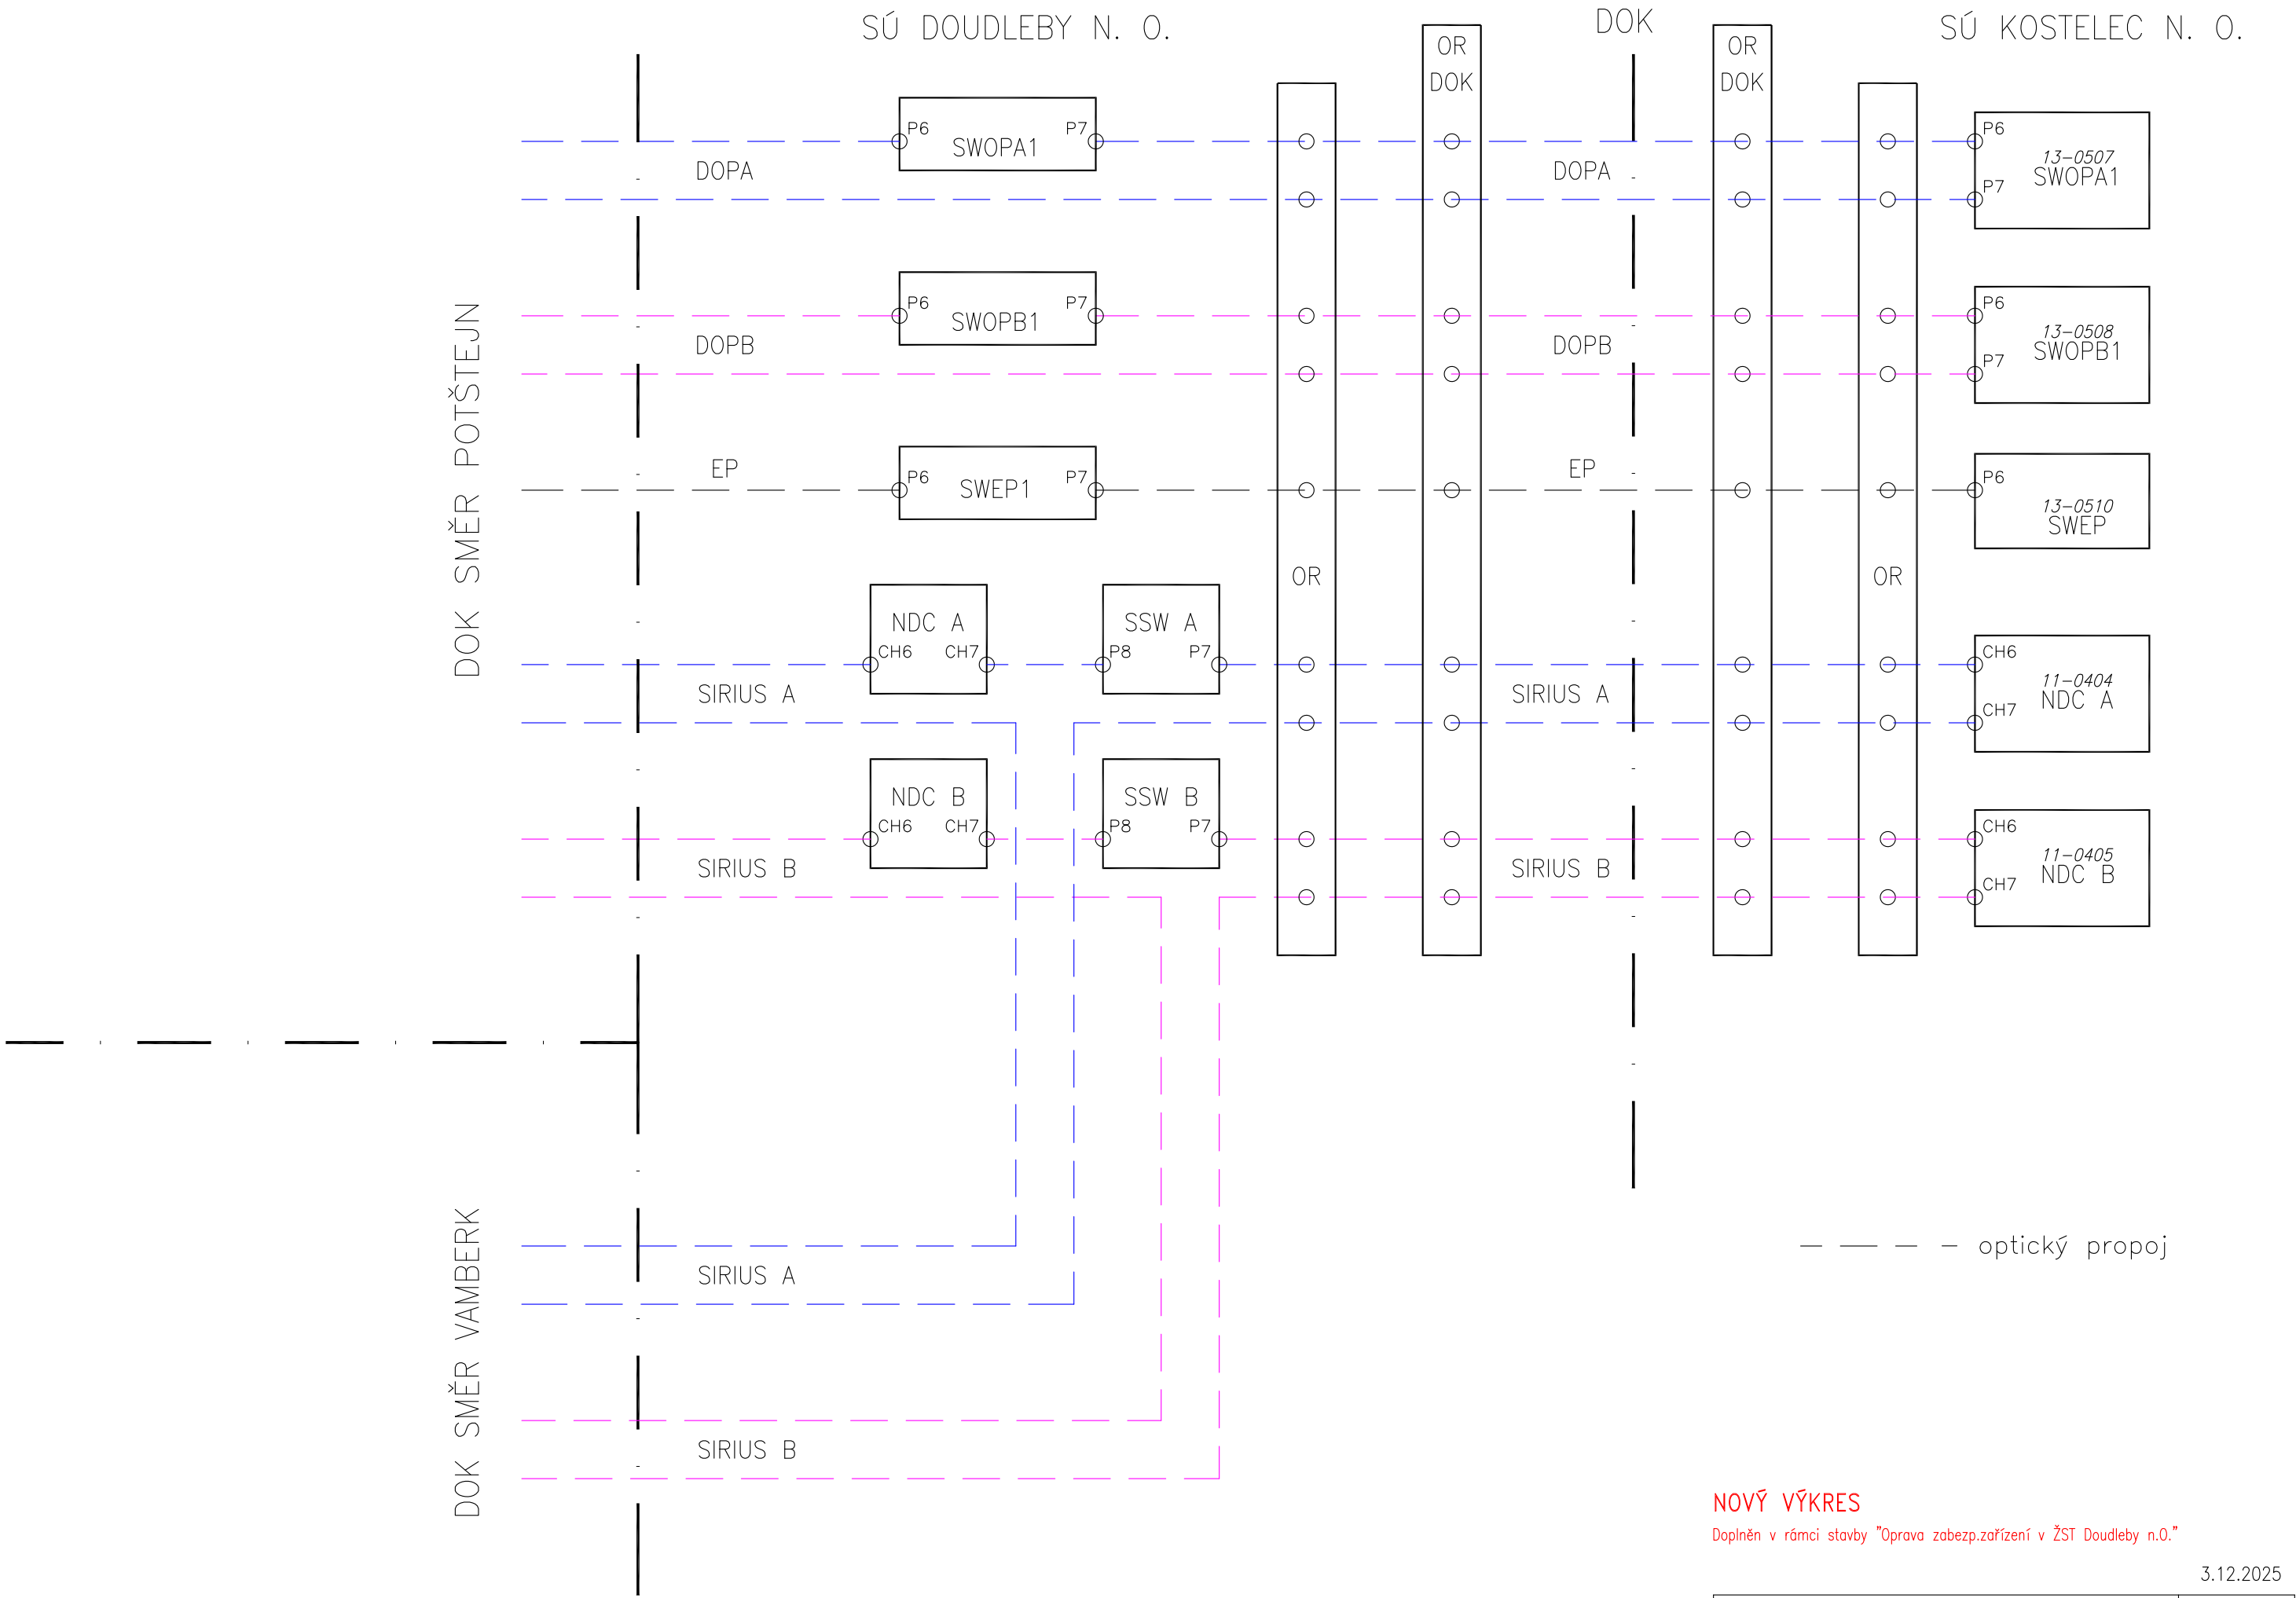 SÚ DOUDLEBY N. O.
DOK
SÚ KOSTELEC N. O.
OR
DOK
OR
DOK
P6
SWOPA1
P7
DOPA
DOPA
P6
13-0507
SWOPA1
P7
P6
SWOPB1
P7
DOPB
DOPB
P6
13-0508
SWOPB1
P7
DOK SMĚR POTŠTEJN
EP
P6
SWEP1
P7
EP
P6
13-0510
SWEP
OR
OR
NDC A
CH6
CH7
SSW A
P8
P7
SIRIUS A
SIRIUS A
CH6
11-0404
NDC A
CH7
NDC B
CH6
CH7
SSW B
P8
P7
SIRIUS B
SIRIUS B
CH6
11-0405
NDC B
CH7
DOK SMĚR VAMBERK
SIRIUS A
SIRIUS B
optický propoj
NOVÝ VÝKRES
Doplněn v rámci stavby "Oprava zabezp.zařízení v ŽST Doudleby n.O."
3.12.2025